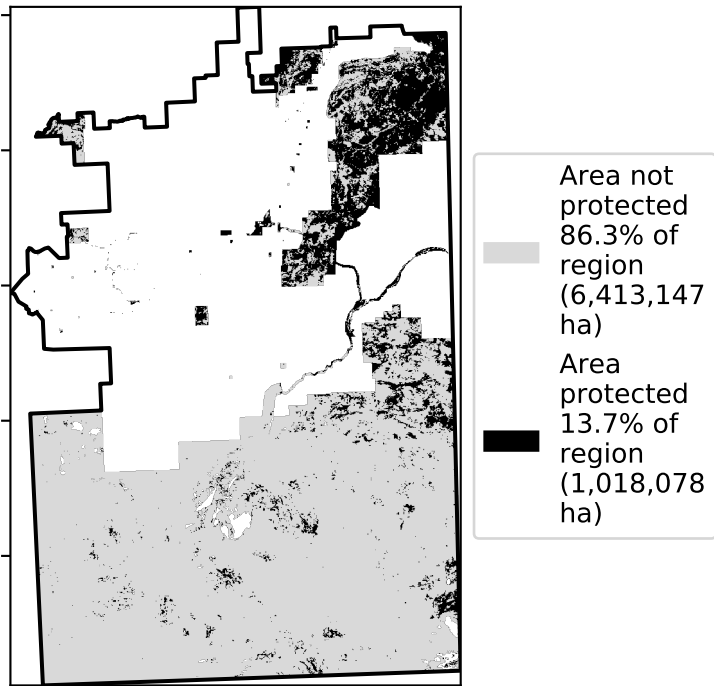 Area not
protected
86.3% of
region
(6,413,147
ha)
Area
protected
13.7% of
region
(1,018,078
ha)